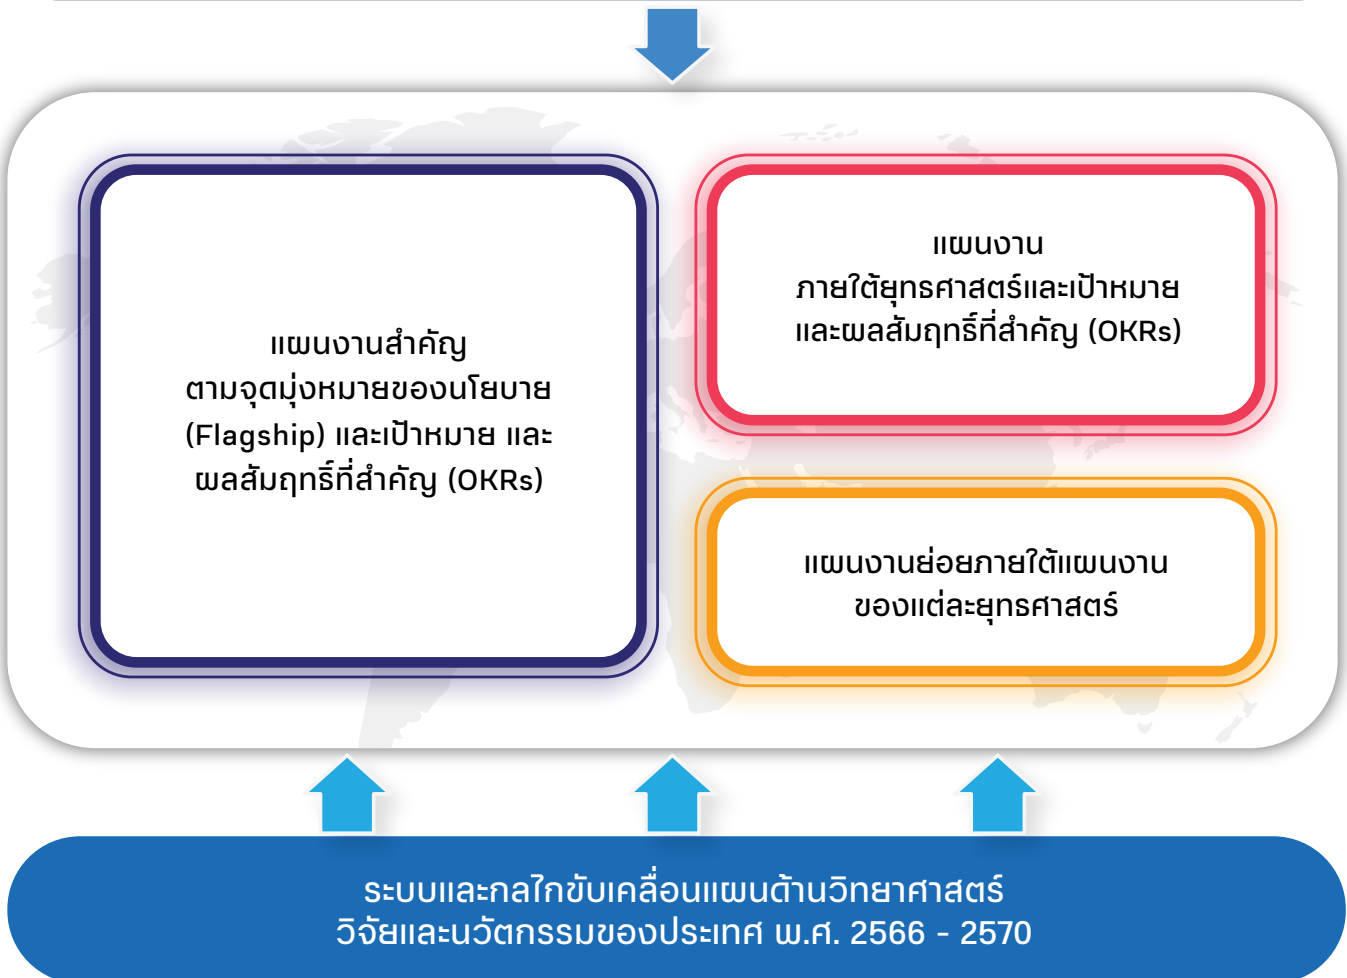 แผนงานสำคัญ
ตามจุดมุ่งหมายของนโยบาย
(Flagship) และเป้าหมาย และ
ผลสัมฤทธิ์ที่สำคัญ (OKRs)
แผนงาน
ภายใต้ยุทธศาสตร์และเป้าหมาย
และผลสัมฤทธิ์ที่สำคัญ (OKRs)
แผนงานย่อยภายใต้แผนงาน
ของแต่ละยุทธศาสตร์
ระบบและกลไกขับเคลื่อนแผนด้านวิทยาศาสตร์
วิจัยและนวัตกรรมของประเทศ พ.ศ. 2566 - 2570